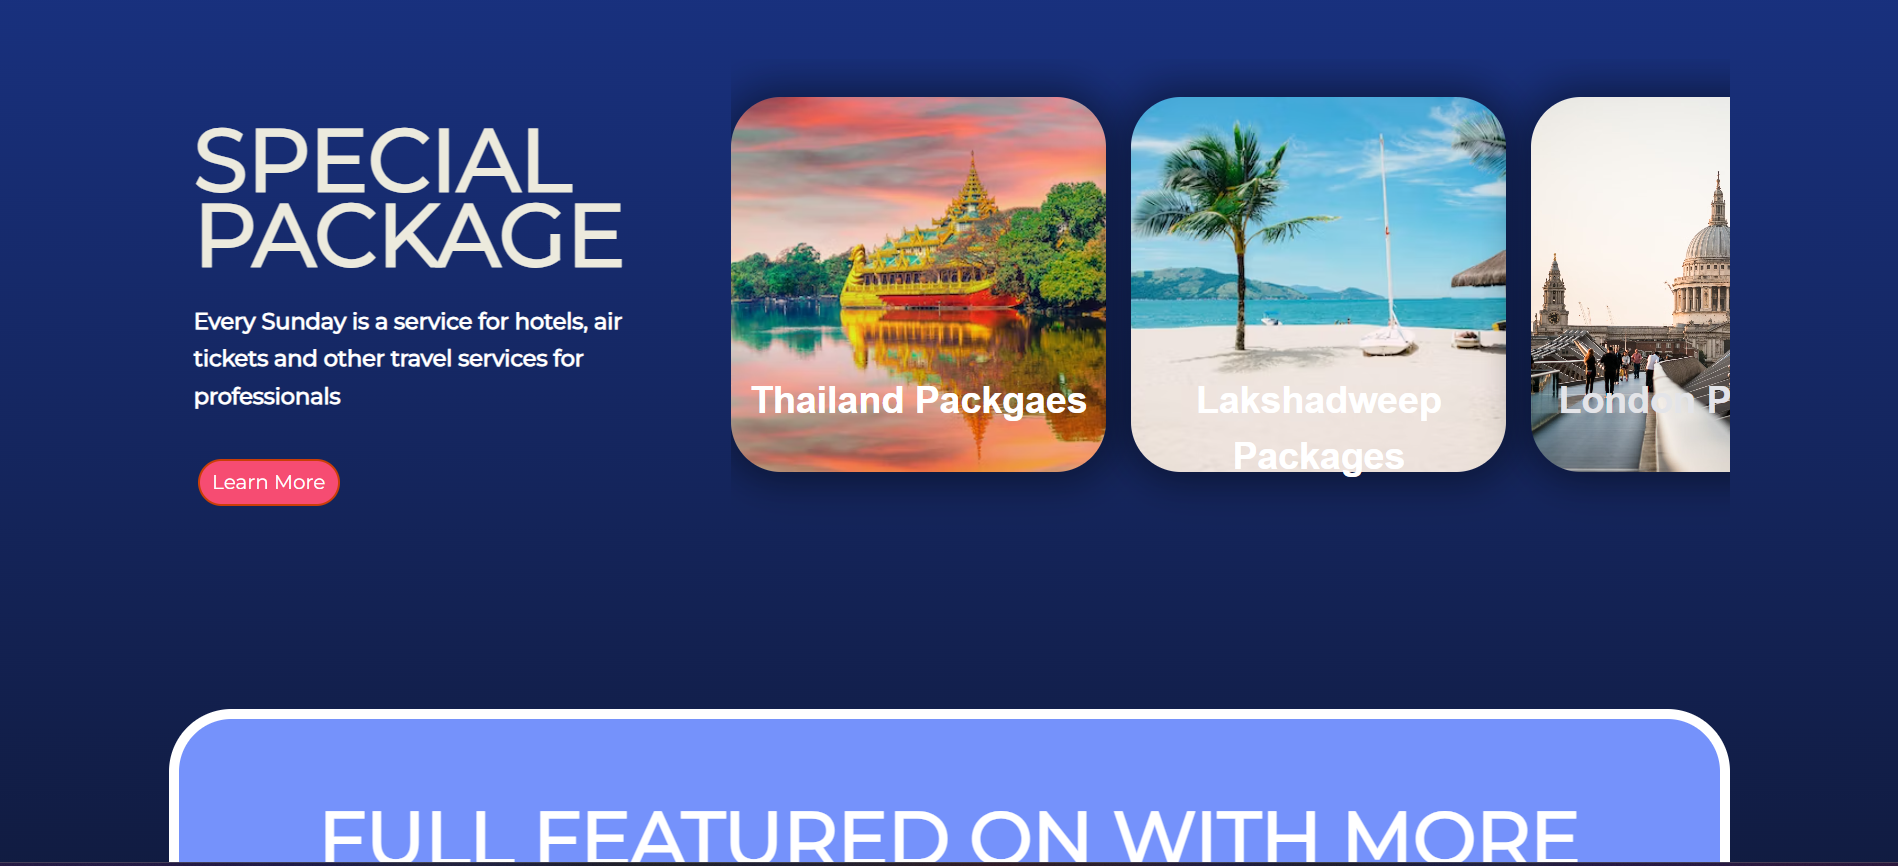 SPECIAL
PACKAGE
Every Sunday is a service for hotels, air
tickets and other travel services for
professionals
Learn More
Thailand Packgaes
Lakshadweep
Packages
London P
FULL FEATURED ON WITH MORE